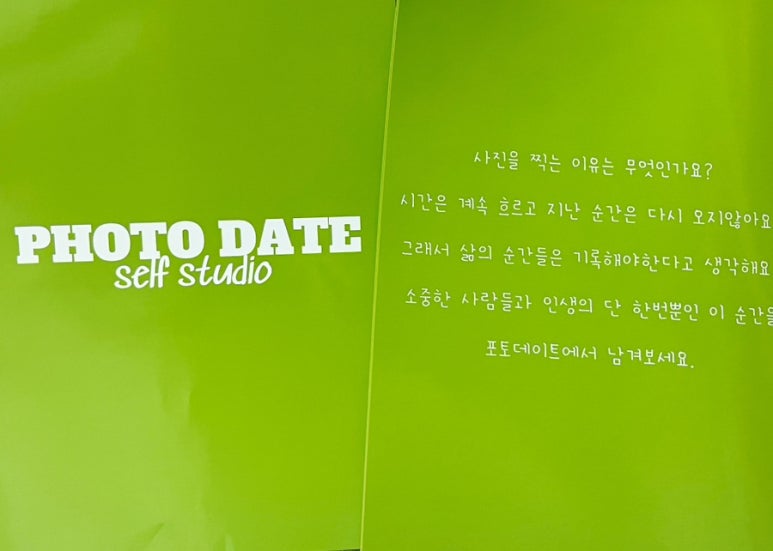 PHOTO DATE
self studio
사진을 찍는 이유는 무엇인가요?
시간은 계속 흐르고 지난 순간은 다시 오지않아요
그래서 삶의 순간들은 기록해야한다고 생각해요
소중한 사람들과 인생의 단 한번뿐인 이 순간을
포토데이트에서 남겨보세요.